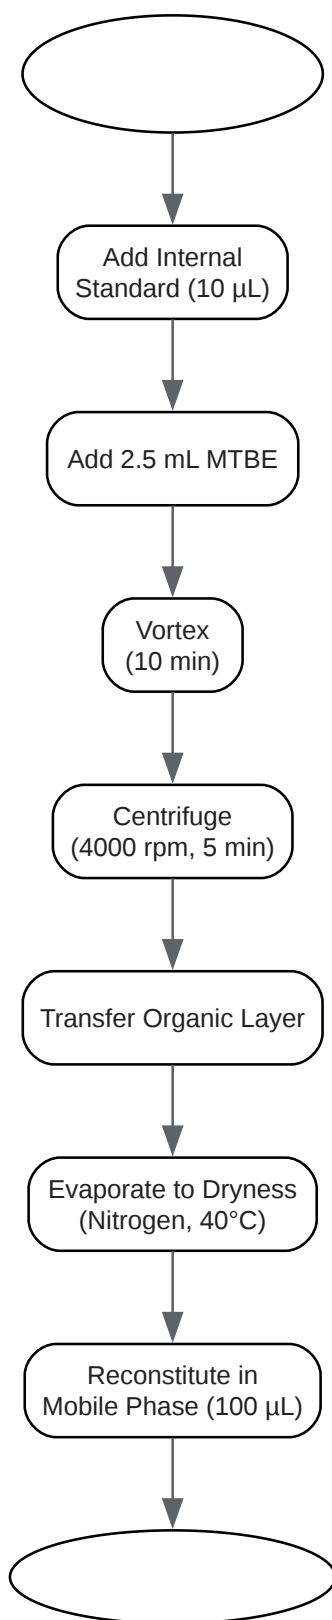 Add Internal
Standard (10 µL)
Add 2.5 mL MTBE
Vortex
(10 min)
Centrifuge
(4000 rpm, 5 min)
Transfer Organic Layer
Evaporate to Dryness
(Nitrogen, 40°C)
Reconstitute in
Mobile Phase (100 µL)